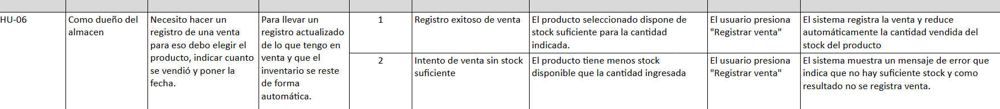 HU-06
Como dueño del
almacen
Necesito hacer un
registro de una venta
para eso debo elegir el
producto, indicar cuanto
se vendió y poner la
fecha.
Para llevar un
registro actualizado
de lo que tengo en
venta y que el
inventario se reste
de forma
automática.
1
Registro exitoso de venta
El producto seleccionado dispone de
stock suficiente para la cantidad
indicada.
El usuario presiona
"Registrar venta"
El sistema registra la venta y reduce
automáticamente la cantidad vendida del
stock del producto
2
Intento de venta sin stock
suficiente
El producto tiene menos stock
disponible que la cantidad ingresada
El usuario presiona
"Registrar venta"
El sistema muestra un mensaje de error que
indica que no hay suficiente stock y como
resultado no se registra venta.